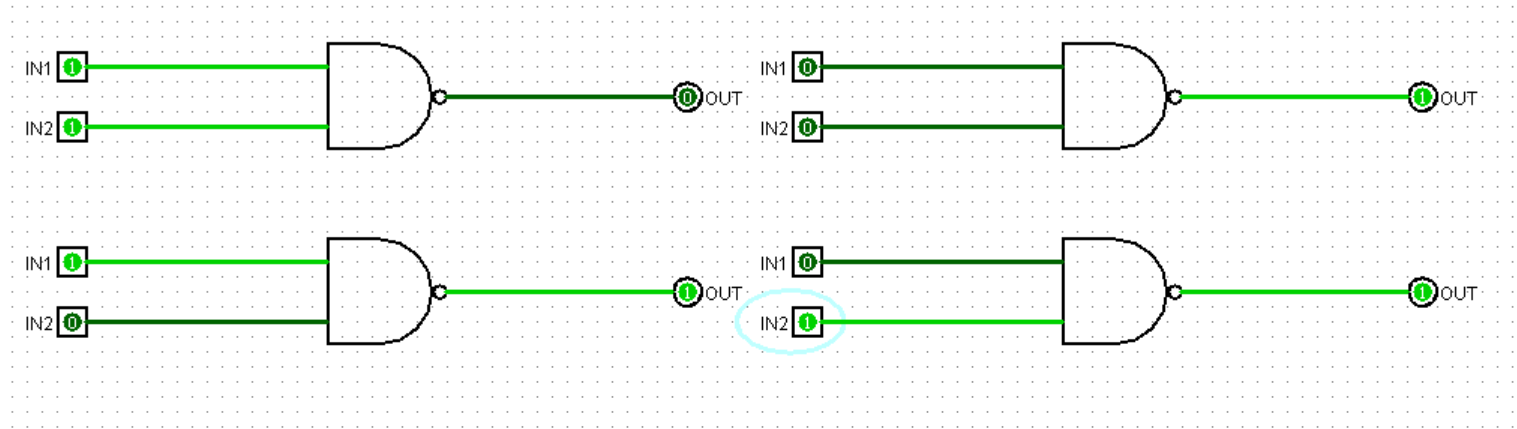 IN1 1 IN1 0
0 OUT 1 OUT
IN2 1 IN2 0
IN1 1 IN1 0
1 OUT 1 OUT
IN2 0 IN2 1